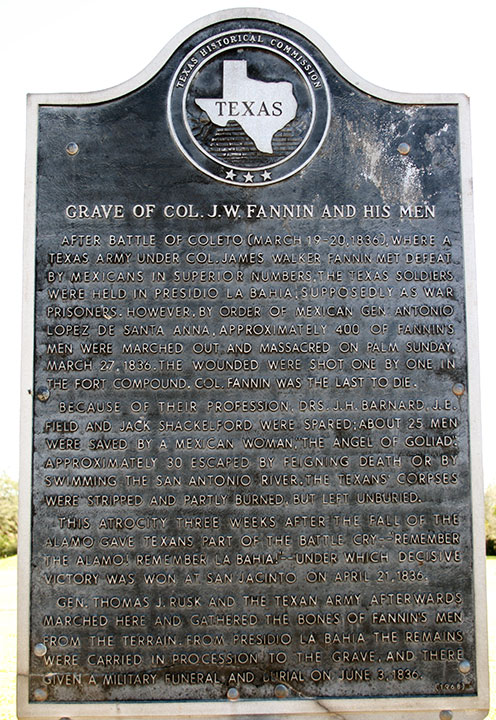 TEXAS HISTORICAL COMMISSION
TEXAS
GRAVE OF COL. J.W. FANNIN AND HIS MEN
AFTER BATTLE OF COLETO (MARCH 19-20, 1836), WHERE A
TEXAS ARMY UNDER COL. JAMES WALKER FANNIN MET DEFEAT
BY MEXICANS IN SUPERIOR NUMBERS, THE TEXAS SOLDIERS
WERE HELD IN PRESIDIO LA BAHIA, SUPPOSEDLY AS WAR
PRISONERS. HOWEVER, BY ORDER OF MEXICAN GEN. ANTONIO
LOPEZ DE SANTA ANNA, APPROXIMATELY 400 OF FANNIN'S
MEN WERE MARCHED OUT AND MASSACRED ON PALM SUNDAY,
MARCH 27, 1836. THE WOUNDED WERE SHOT ONE BY ONE IN
THE FORT COMPOUND. COL. FANNIN WAS THE LAST TO DIE.
BECAUSE OF THEIR PROFESSION, DRS. J.H. BARNARD, J.E.
FIELD AND JACK SHACKELFORD WERE SPARED; ABOUT 25 MEN
WERE SAVED BY A MEXICAN WOMAN, "THE ANGEL OF GOLIAD".
APPROXIMATELY 30 ESCAPED BY FEIGNING DEATH OR BY
SWIMMING THE SAN ANTONIO RIVER. THE TEXANS' CORPSES
WERE STRIPPED AND PARTLY BURNED, BUT LEFT UNBURIED.
THIS ATROCITY THREE WEEKS AFTER THE FALL OF THE
ALAMO GAVE TEXANS PART OF THE BATTLE CRY--"REMEMBER
THE ALAMO! REMEMBER LA BAHIA!"--UNDER WHICH DECISIVE
VICTORY WAS WON AT SAN JACINTO ON APRIL 21, 1836.
GEN. THOMAS J. RUSK AND THE TEXAN ARMY AFTERWARDS
MARCHED HERE AND GATHERED THE BONES OF FANNIN'S MEN
FROM THE TERRAIN. FROM PRESIDIO LA BAHIA THE REMAINS
WERE CARRIED IN PROCESSION TO THE GRAVE, AND THERE
GIVEN A MILITARY FUNERAL AND BURIAL ON JUNE 3, 1836.
(1968)